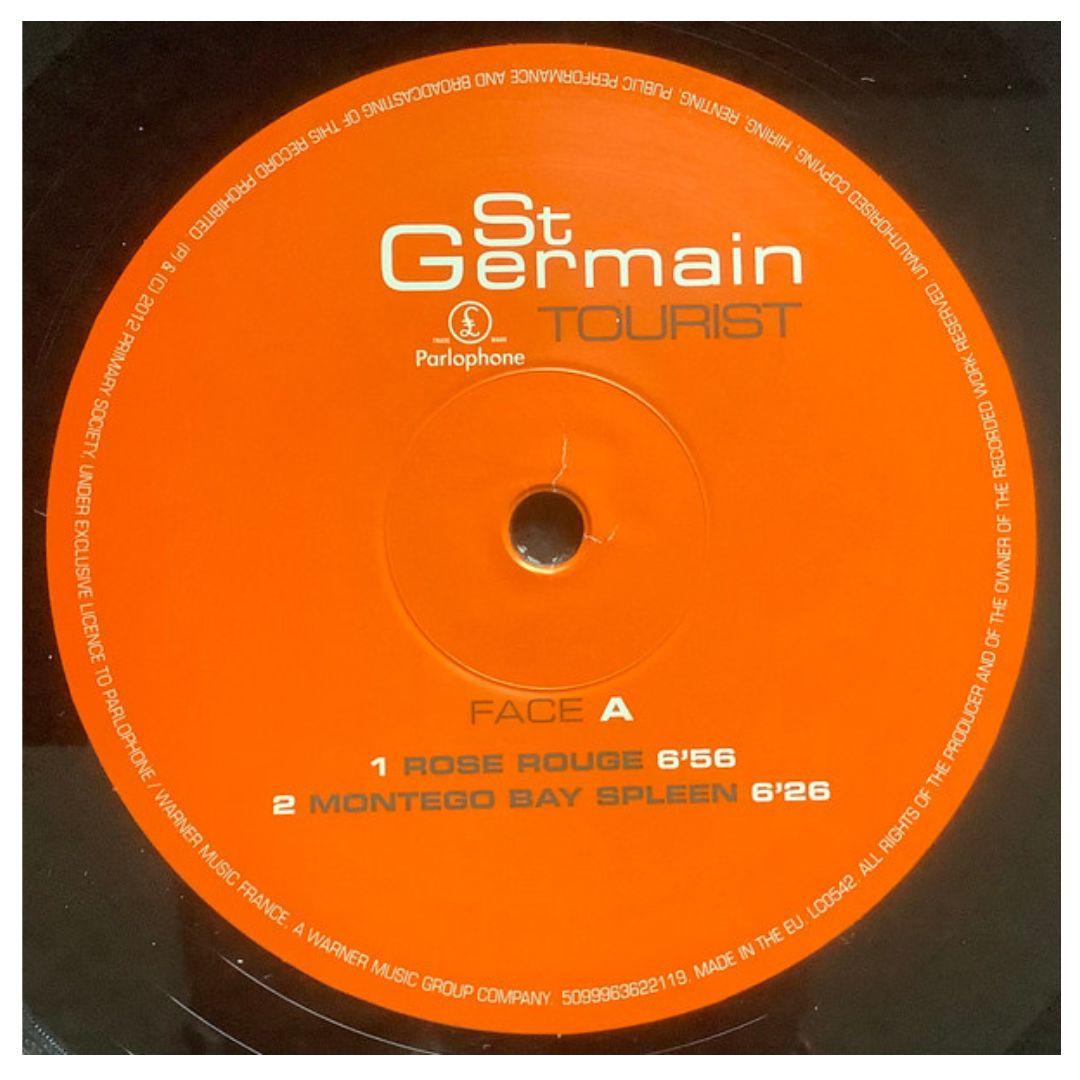 St
Germain
TOURIST
TRADE MARK
Parlophone
FACE A
1 ROSE ROUGE 6'56
2 MONTEGO BAY SPLEEN 6'26
(P) & (C) 2012 PRIMARY SOCIETY, UNDER EXCLUSIVE LICENCE TO PARLOPHONE / WARNER MUSIC FRANCE, A WARNER MUSIC GROUP COMPANY. 5099963622119. MADE IN THE EU. LC0542. ALL RIGHTS OF THE PRODUCER AND OF THE OWNER OF THE RECORDED WORK RESERVED. UNAUTHORISED COPYING, HIRING, RENTING, PUBLIC PERFORMANCE AND BROADCASTING OF THIS RECORD PROHIBITED